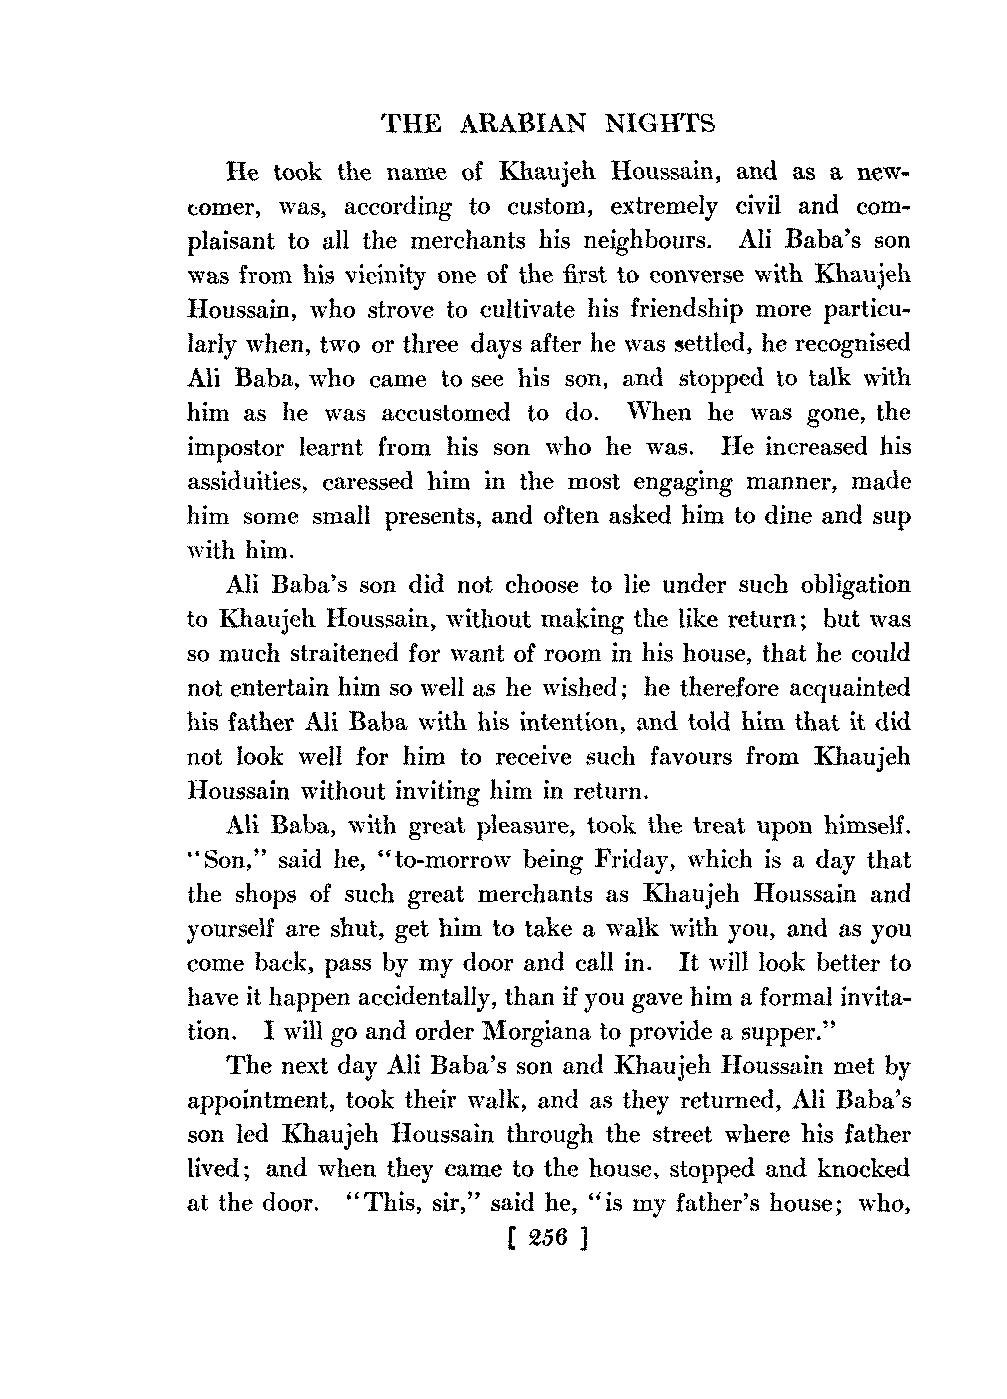 THE ARABIAN NIGHTS
He took the name of Khaujeh Houssain, and as a new-
comer, was, according to custom, extremely civil and com-
plaisant to all the merchants his neighbours. Ali Baba's son
was from his vicinity one of the first to converse with Khaujeh
Houssain, who strove to cultivate his friendship more particu-
larly when, two or three days after he was settled, he recognised
Ali Baba, who came to see his son, and stopped to talk with
him as he was accustomed to do. When he was gone, the
impostor learnt from his son who he was. He increased his
assiduities, caressed him in the most engaging manner, made
him some small presents, and often asked him to dine and sup
with him.
Ali Baba's son did not choose to lie under such obligation
to Khaujeh Houssain, without making the like return; but was
so much straitened for want of room in his house, that he could
not entertain him so well as he wished; he therefore acquainted
his father Ali Baba with his intention, and told him that it did
not look well for him to receive such favours from Khaujeh
Houssain without inviting him in return.
Ali Baba, with great pleasure, took the treat upon himself.
"Son," said he, "to-morrow being Friday, which is a day that
the shops of such great merchants as Khaujeh Houssain and
yourself are shut, get him to take a walk with you, and as you
come back, pass by my door and call in. It will look better to
have it happen accidentally, than if you gave him a formal invita-
tion. I will go and order Morgiana to provide a supper."
The next day Ali Baba's son and Khaujeh Houssain met by
appointment, took their walk, and as they returned, Ali Baba's
son led Khaujeh Houssain through the street where his father
lived; and when they came to the house, stopped and knocked
at the door. "This, sir," said he, "is my father's house; who,
[ 256 ]